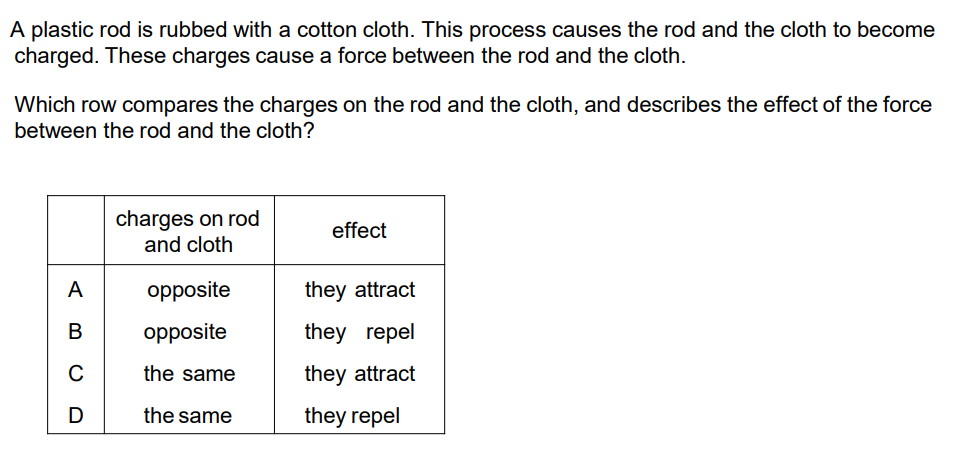 A plastic rod is rubbed with a cotton cloth. This process causes the rod and the cloth to become
charged. These charges cause a force between the rod and the cloth.
Which row compares the charges on the rod and the cloth, and describes the effect of the force
between the rod and the cloth?
charges on rod
and cloth
effect
A opposite they attract
B opposite they repel
C the same they attract
D the same they repel